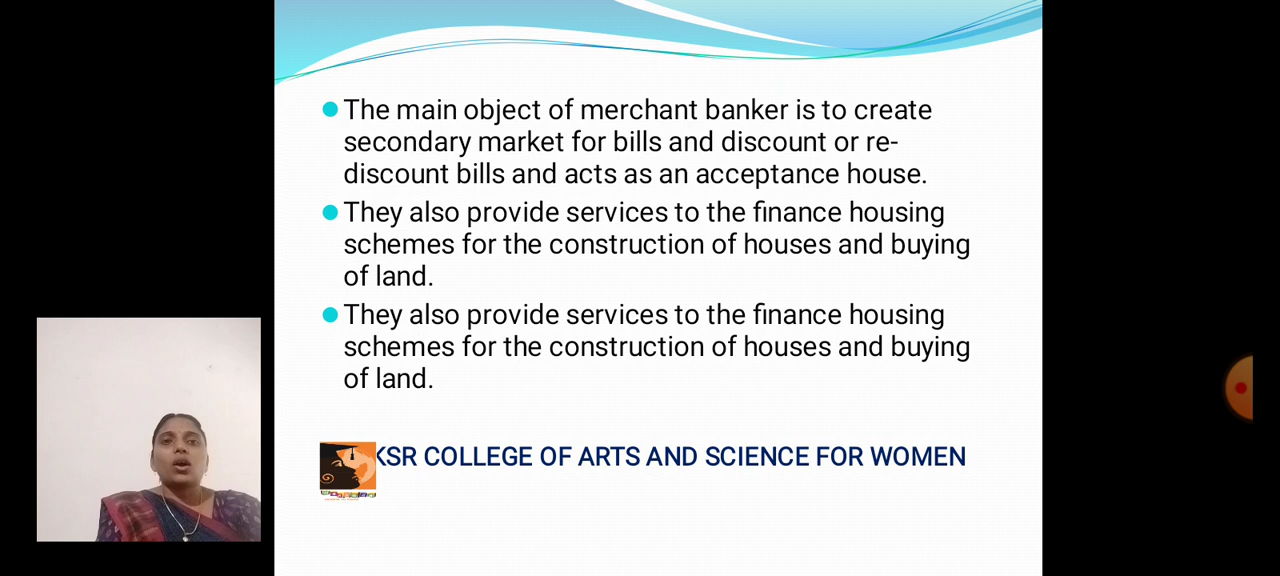 The main object of merchant banker is to create
secondary market for bills and discount or re-
discount bills and acts as an acceptance house.
They also provide services to the finance housing
schemes for the construction of houses and buying
of land.
They also provide services to the finance housing
schemes for the construction of houses and buying
of land.
KSR COLLEGE OF ARTS AND SCIENCE FOR WOMEN